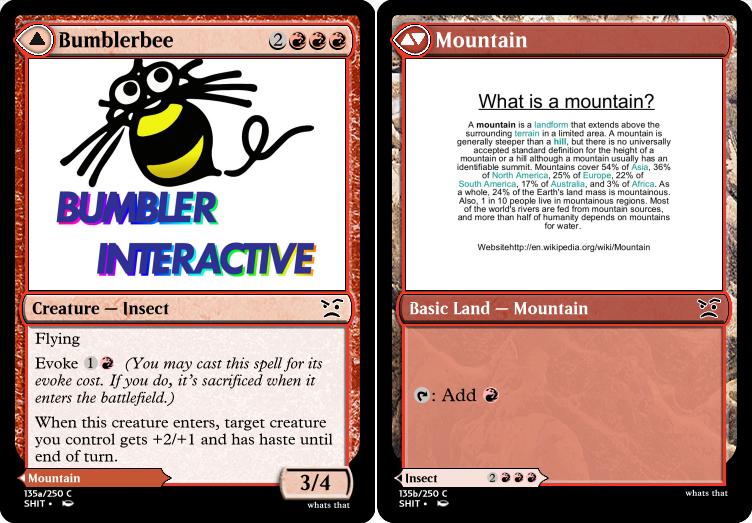 Bumblerbee 2
BUMBLER
INTERACTIVE
Creature — Insect
Flying
Evoke 1 (You may cast this spell for its
evoke cost. If you do, it's sacrificed when it
enters the battlefield.)
When this creature enters, target creature
you control gets +2/+1 and has haste until
end of turn.
Mountain
3/4
135a/250 C
SHIT •
whats that
Mountain
What is a mountain?
A mountain is a landform that extends above the
surrounding terrain in a limited area. A mountain is
generally steeper than a hill, but there is no universally
accepted standard definition for the height of a
mountain or a hill although a mountain usually has an
identifiable summit. Mountains cover 54% of Asia, 36%
of North America, 25% of Europe, 22% of
South America, 17% of Australia, and 3% of Africa. As
a whole, 24% of the Earth's land mass is mountainous.
Also, 1 in 10 people live in mountainous regions. Most
of the world's rivers are fed from mountain sources,
and more than half of humanity depends on mountains
for water.
Websitehttp://en.wikipedia.org/wiki/Mountain
Basic Land — Mountain
: Add
Insect 2
135b/250 C
SHIT •
whats that